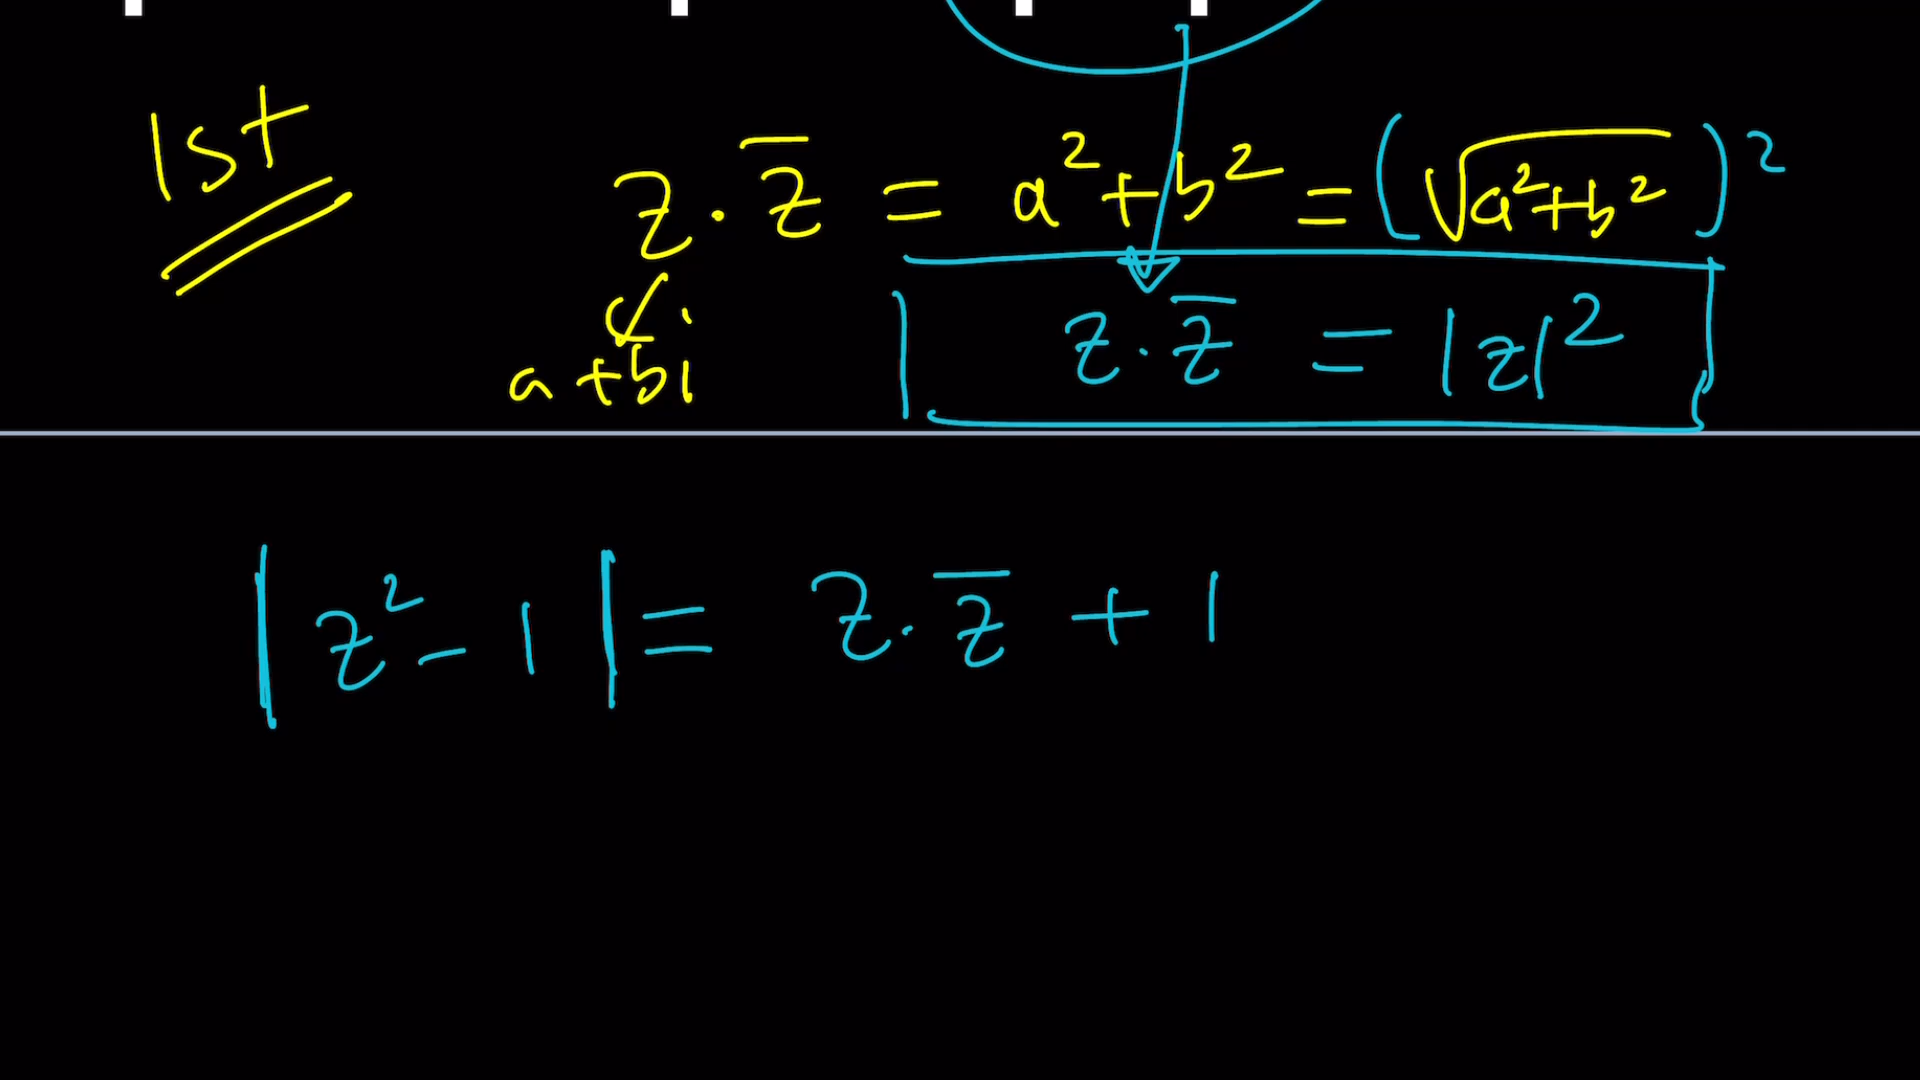 1st
z · z̅ = a² + b² = (√(a² + b²))²
a + bi
z · z̅ = |z|²
|z² - 1| = z · z̅ + 1